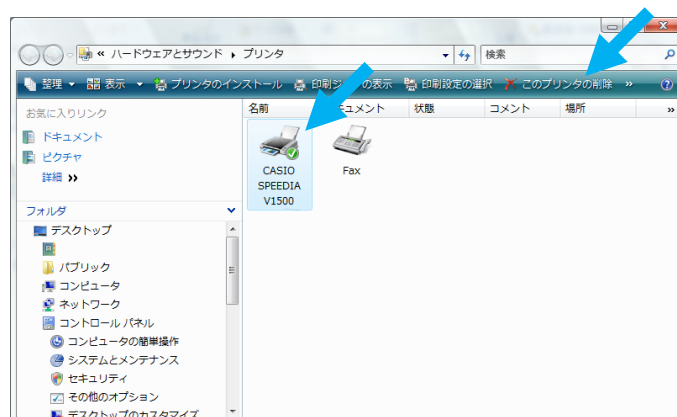 « ハードウェアとサウンド プリンタ
検索
整理 表示 プリンタのインストール 印刷ジ の表示 印刷設定の選択 このプリンタの削除 »
お気に入りリンク
ドキュメント
ピクチャ
詳細 »
フォルダ
デスクトップ
パブリック
コンピュータ
ネットワーク
コントロール パネル
コンピュータの簡単操作
システムとメンテナンス
セキュリティ
その他のオプション
デスクトップのカスタマイズ
名前 キュメント 状態 コメント 場所 »
CASIO
SPEEDIA
V1500
Fax